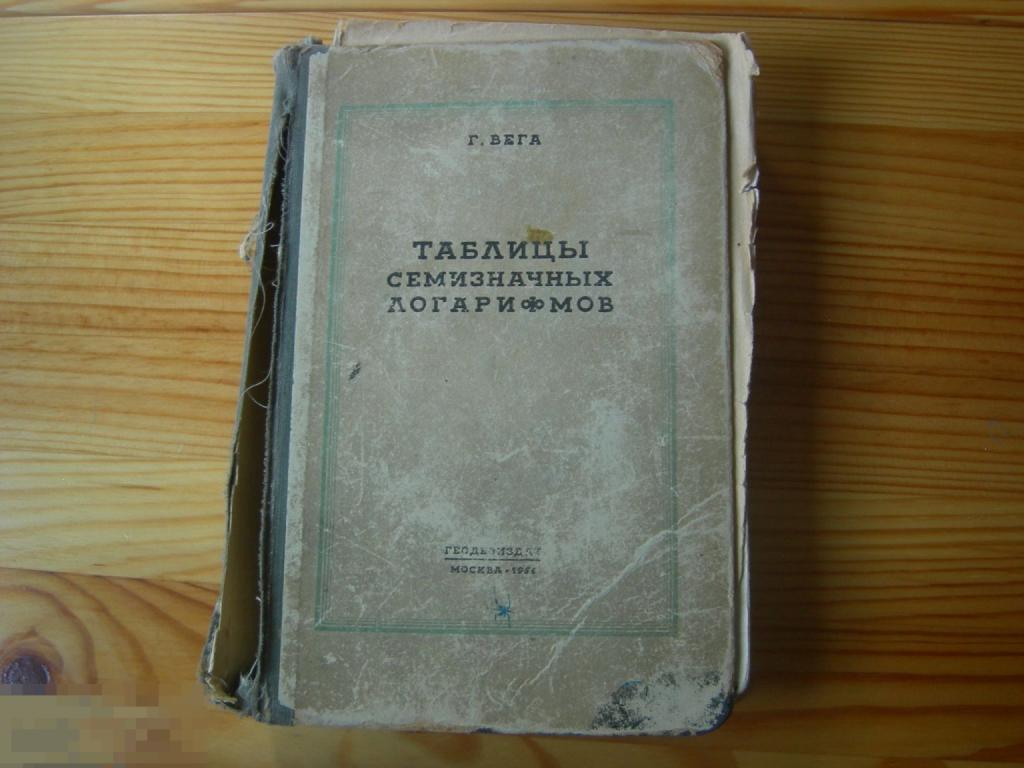 Г. ВЕГА
ТАБЛИЦЫ
СЕМИЗНАЧНЫХ
ЛОГАРИФМОВ
ГЕОДЕЗИЗДАТ
МОСКВА •